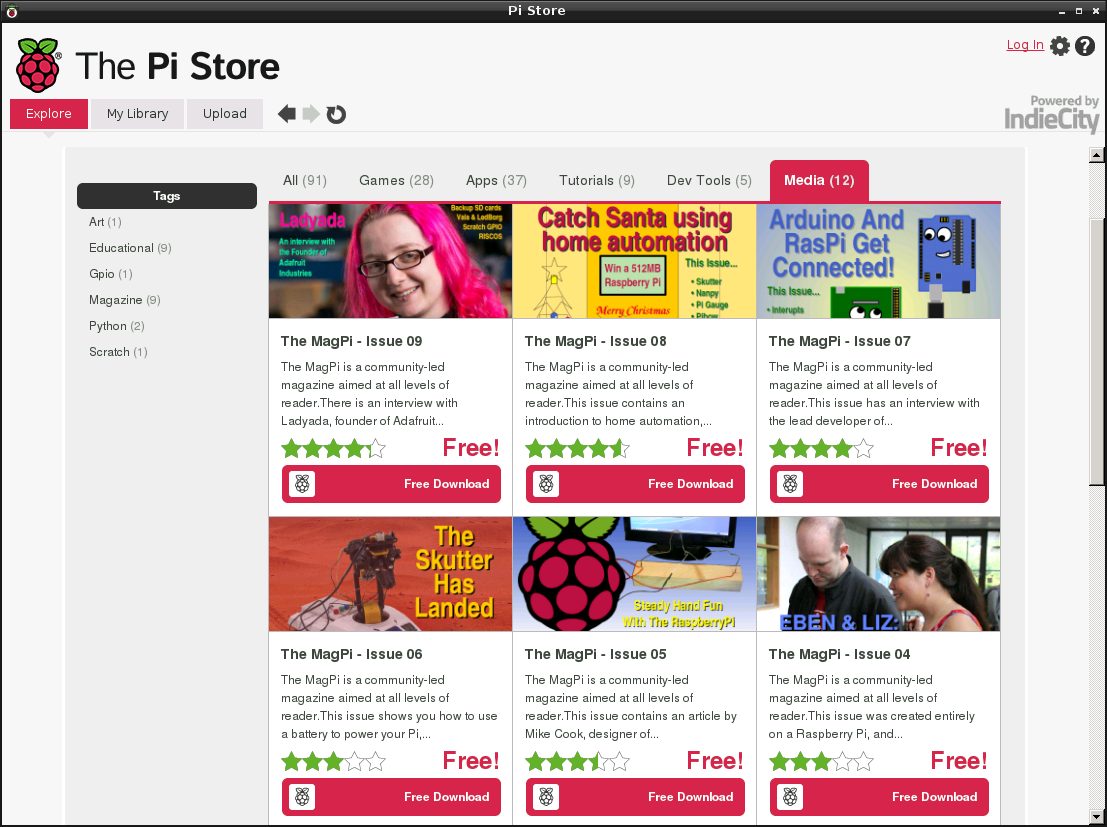 Pi Store
The Pi Store
Log In
Explore
My Library
Upload
Powered by
IndieCity
Tags
Art (1)
Educational (9)
Gpio (1)
Magazine (9)
Python (2)
Scratch (1)
All (91)
Games (28)
Apps (37)
Tutorials (9)
Dev Tools (5)
Media (12)
Ladyada
An interview with
the Founder of
Adafruit
Industries
Backup SD cards
Vala & LedBorg
Scratch GPIO
RISCOS
The MagPi - Issue 09
The MagPi is a community-led
magazine aimed at all levels of
reader.There is an interview with
Ladyada, founder of Adafruit...
Free!
Free Download
Catch Santa using
home automation
Win a 512MB
Raspberry Pi
This Issue...
• Skutter
• Nanpy
• Pi Gauge
• Pibow
Merry Christmas
The MagPi - Issue 08
The MagPi is a community-led
magazine aimed at all levels of
reader.This issue contains an
introduction to home automation,...
Free!
Free Download
Arduino And
RasPi Get
Connected!
This Issue...
• Interupts
The MagPi - Issue 07
The MagPi is a community-led
magazine aimed at all levels of
reader.This issue has an interview with
the lead developer of...
Free!
Free Download
The
Skutter
Has
Landed
The MagPi - Issue 06
The MagPi is a community-led
magazine aimed at all levels of
reader.This issue shows you how to use
a battery to power your Pi,...
Free!
Free Download
Steady Hand Fun
With The RaspberryPi
The MagPi - Issue 05
The MagPi is a community-led
magazine aimed at all levels of
reader.This issue contains an article by
Mike Cook, designer of...
Free!
Free Download
EBEN & LIZ:
The MagPi - Issue 04
The MagPi is a community-led
magazine aimed at all levels of
reader.This issue was created entirely
on a Raspberry Pi, and...
Free!
Free Download